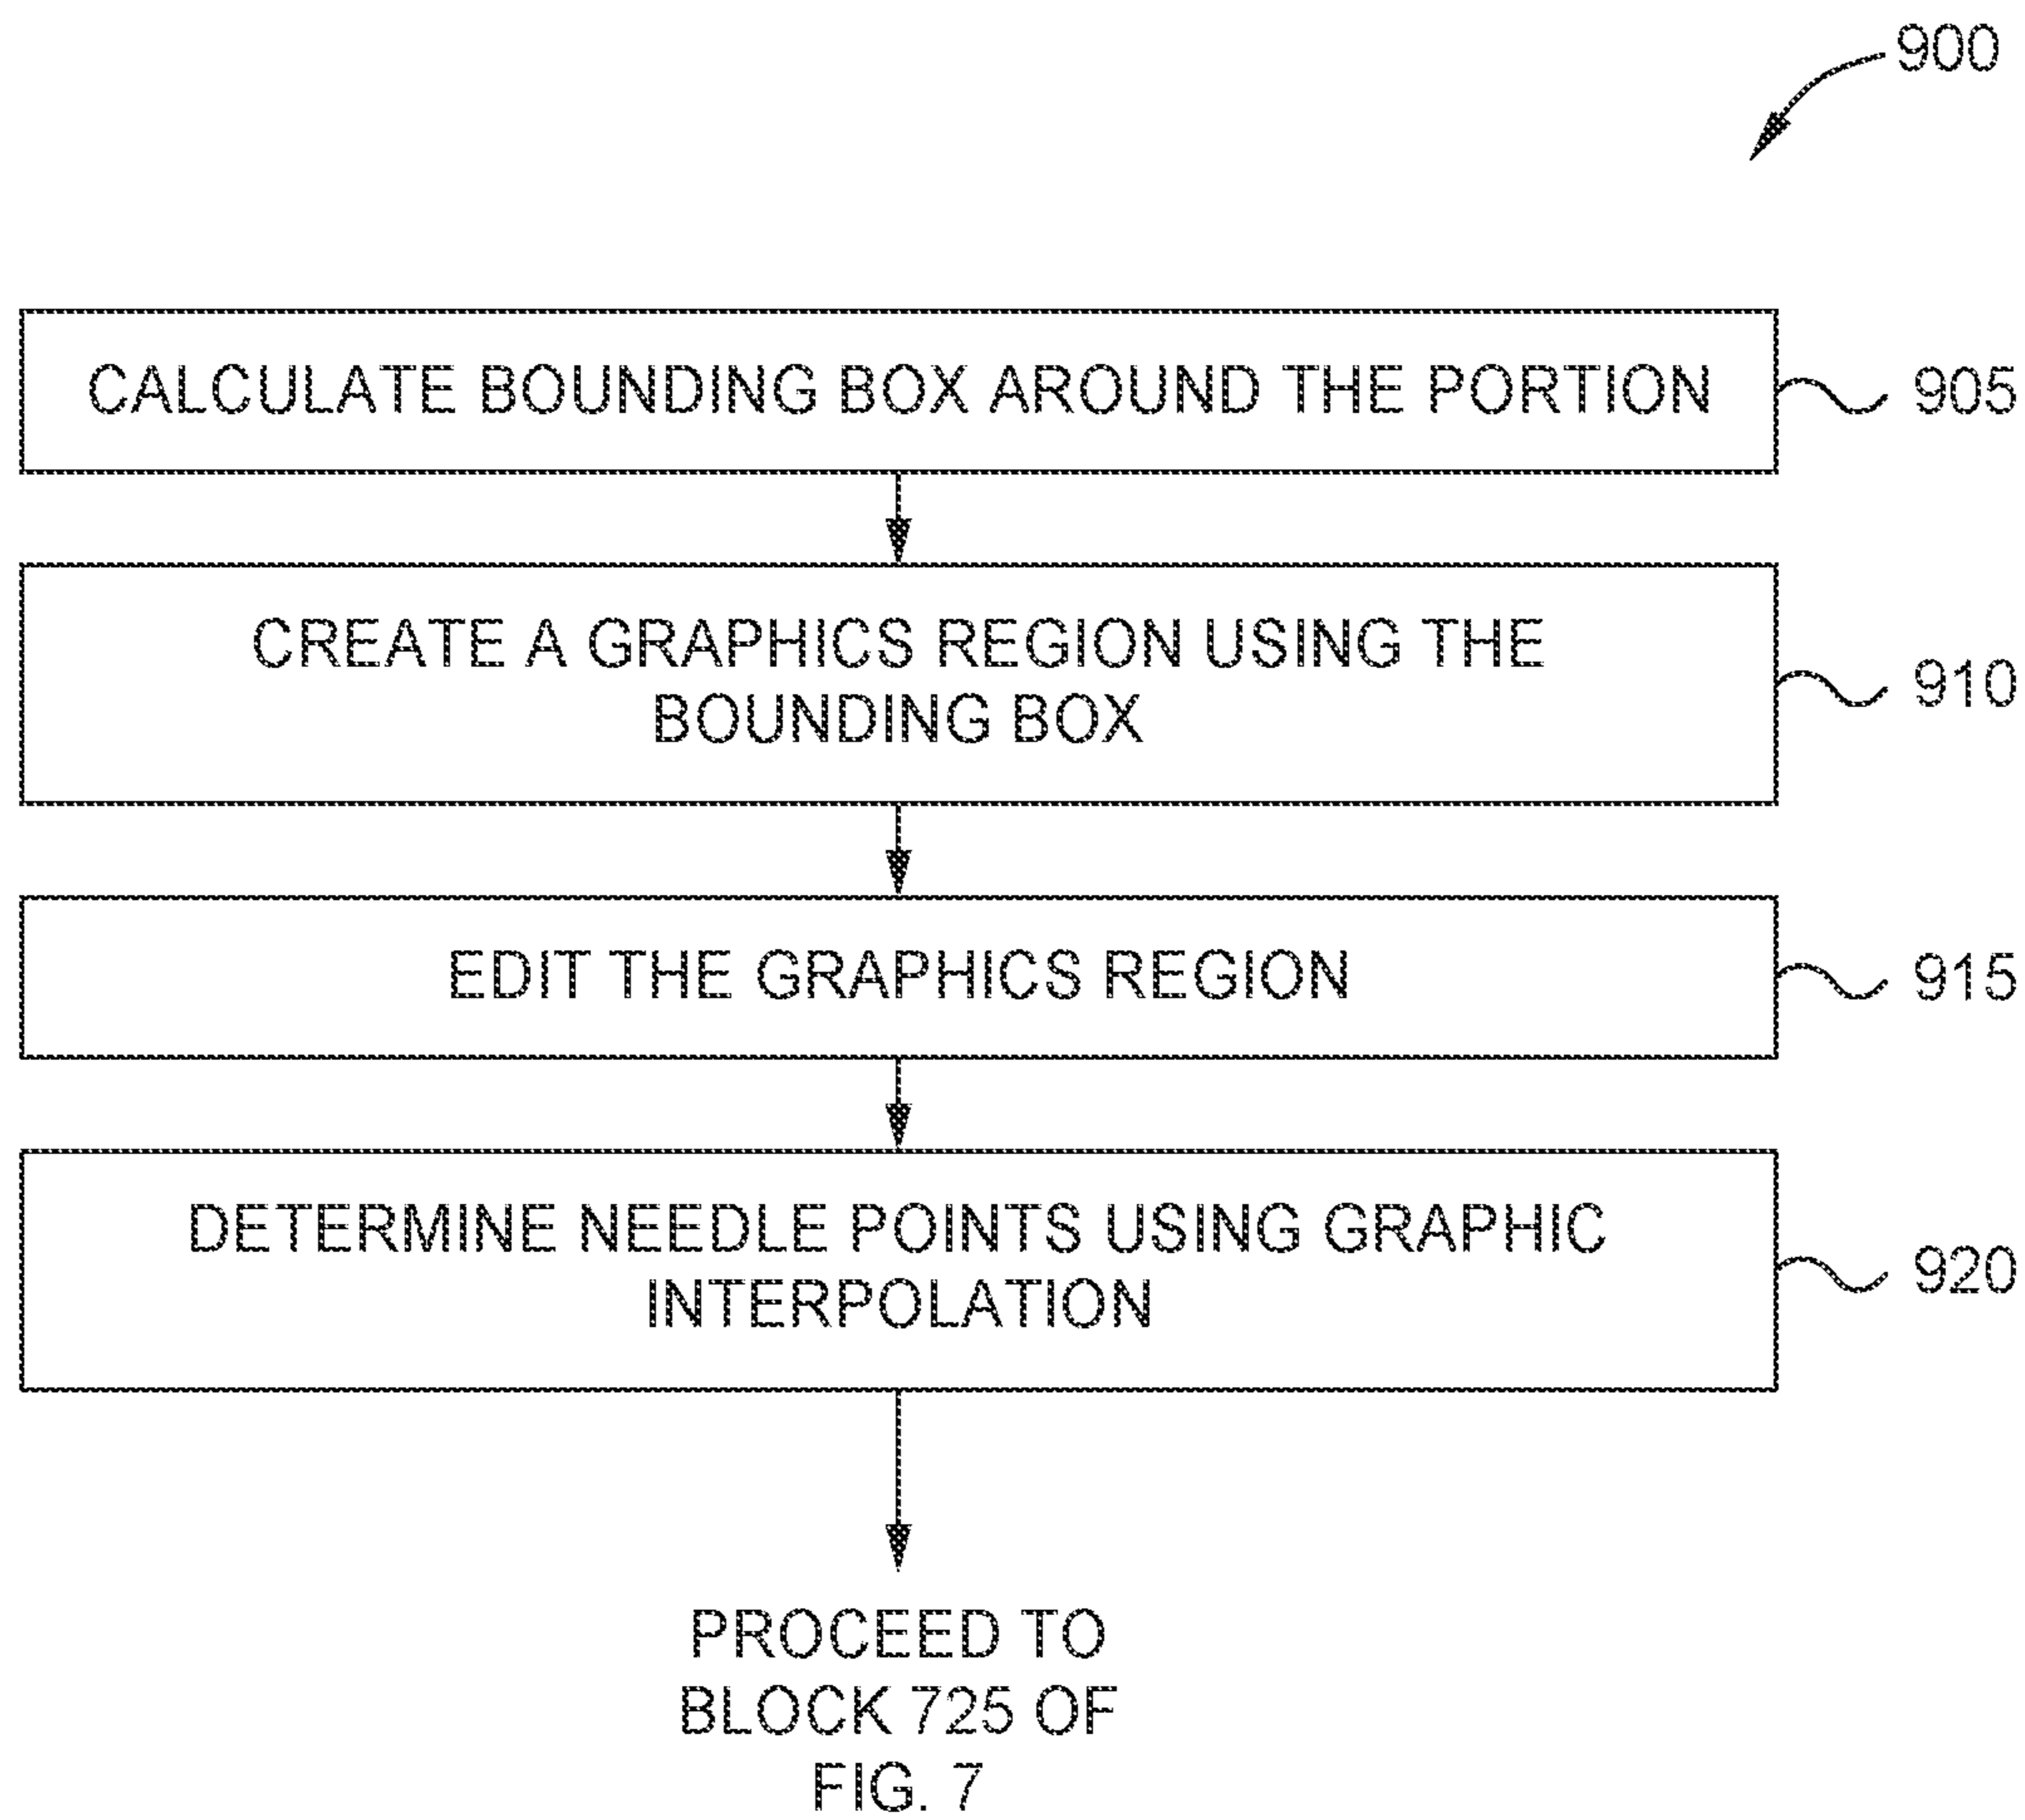 900
CALCULATE BOUNDING BOX AROUND THE PORTION
905
CREATE A GRAPHICS REGION USING THE
BOUNDING BOX
910
EDIT THE GRAPHICS REGION
915
DETERMINE NEEDLE POINTS USING GRAPHIC
INTERPOLATION
920
PROCEED TO
BLOCK 725 OF
FIG. 7